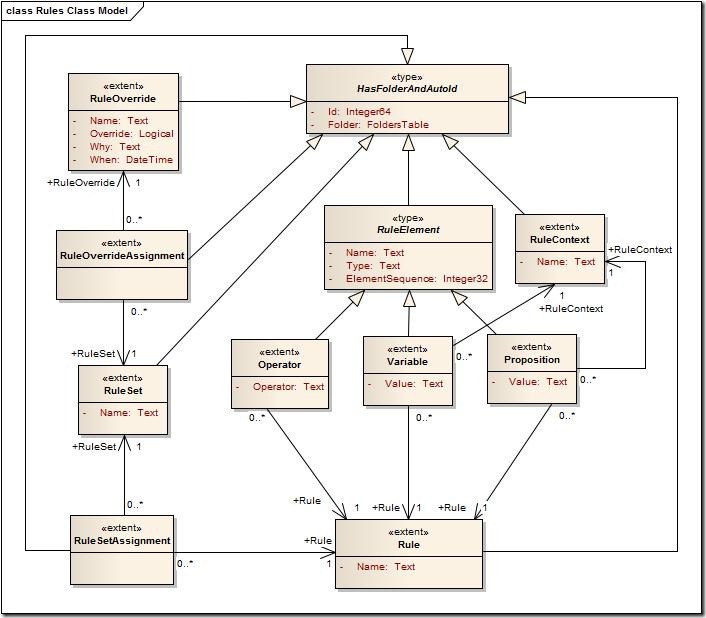 class Rules Class Model
«type»
HasFolderAndAutoId
- Id: Integer64
- Folder: FoldersTable
«extent»
RuleOverride
- Name: Text
- Override: Logical
- Why: Text
- When: DateTime
+RuleOverride 1
0..*
«extent»
RuleOverrideAssignment
0..*
+RuleSet 1
«extent»
RuleSet
- Name: Text
+RuleSet 1
0..*
«extent»
RuleSetAssignment
0..*
+Rule
1
«type»
RuleElement
- Name: Text
- Type: Text
- ElementSequence: Integer32
«extent»
RuleContext
- Name: Text
+RuleContext
1
1
+RuleContext
«extent»
Operator
- Operator: Text
0..*
«extent»
Variable
- Value: Text
0..*
0..*
«extent»
Proposition
- Value: Text
0..*
0..*
+Rule 1
+Rule 1
+Rule 1
«extent»
Rule
- Name: Text